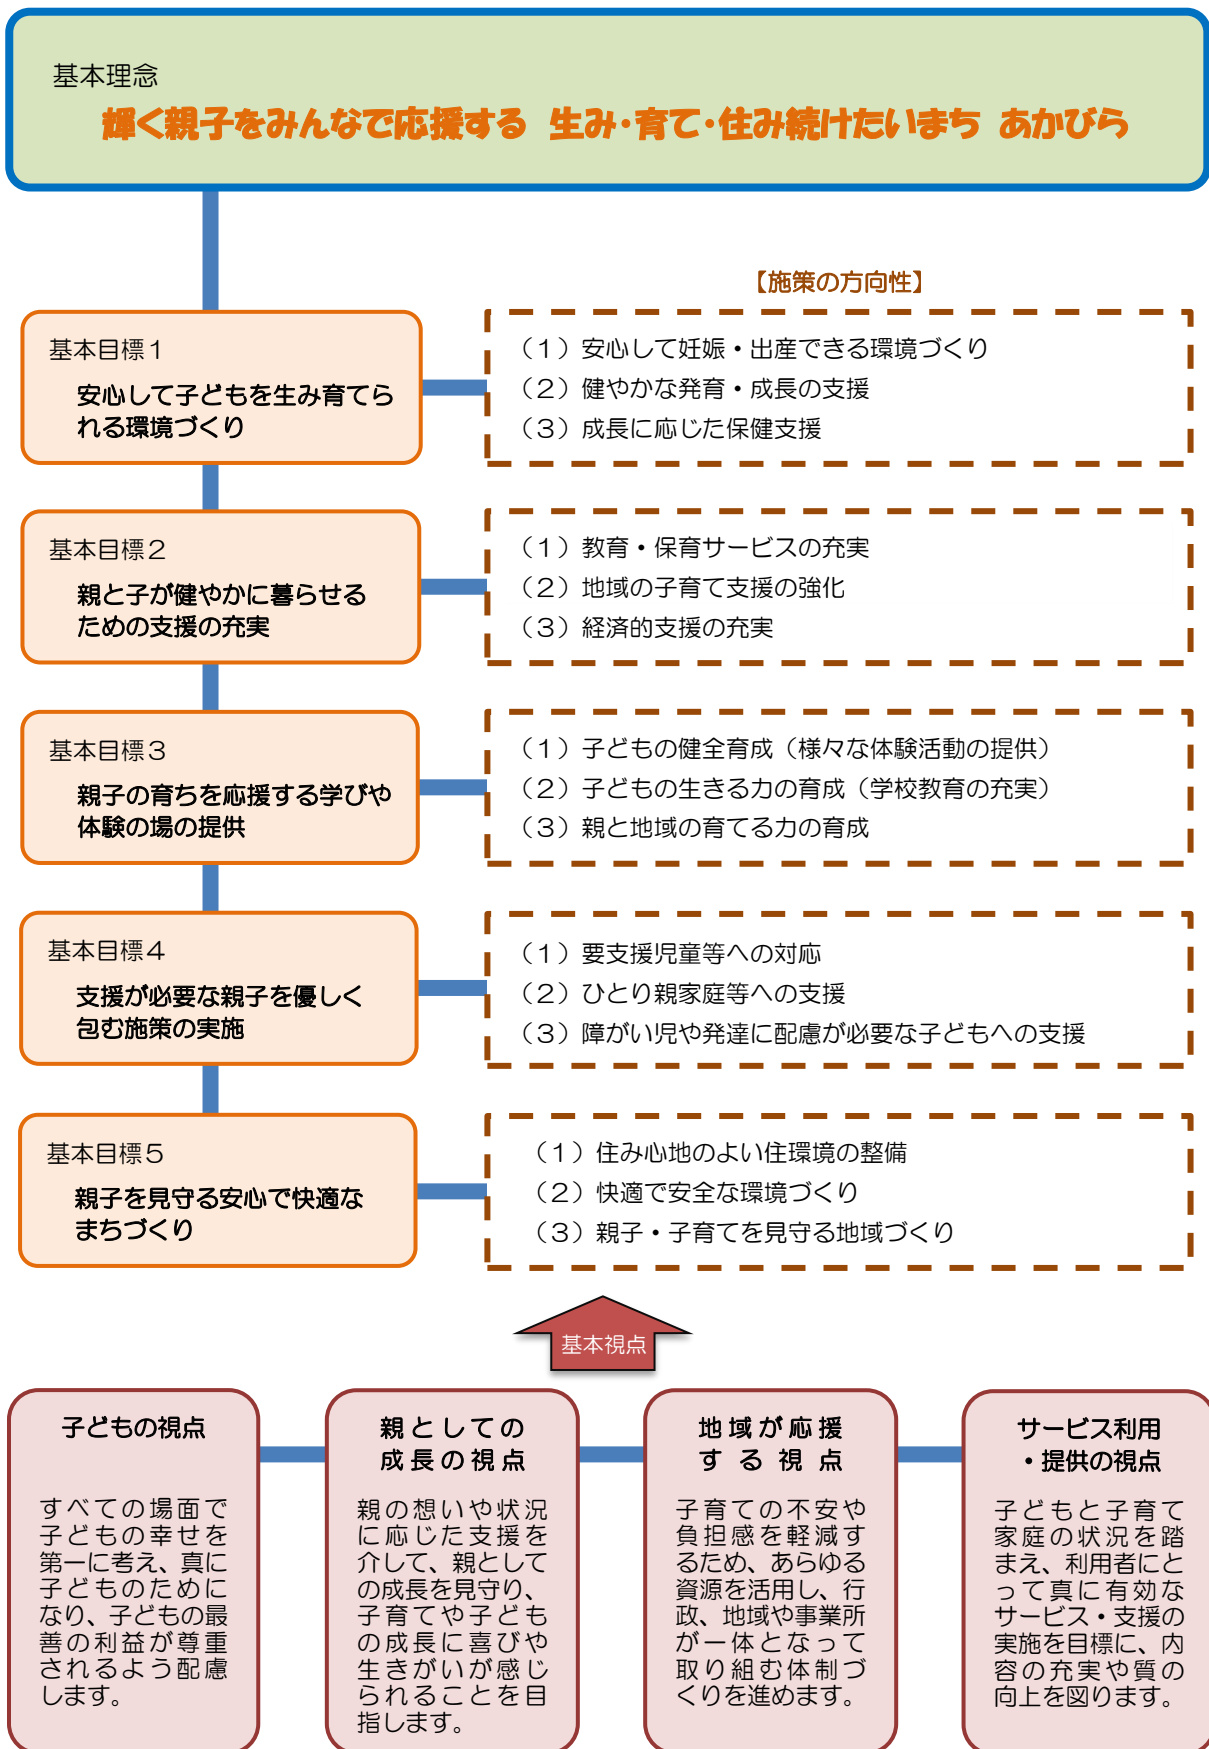 基本理念
輝く親子をみんなで応援する 生み・育て・住み続けたいまち あかびら
【施策の方向性】
基本目標１
安心して子どもを生み育てら
れる環境づくり
（１）安心して妊娠・出産できる環境づくり
（２）健やかな発育・成長の支援
（３）成長に応じた保健支援
基本目標２
親と子が健やかに暮らせる
ための支援の充実
（１）教育・保育サービスの充実
（２）地域の子育て支援の強化
（３）経済的支援の充実
基本目標３
親子の育ちを応援する学びや
体験の場の提供
（１）子どもの健全育成（様々な体験活動の提供）
（２）子どもの生きる力の育成（学校教育の充実）
（３）親と地域の育てる力の育成
基本目標４
支援が必要な親子を優しく
包む施策の実施
（１）要支援児童等への対応
（２）ひとり親家庭等への支援
（３）障がい児や発達に配慮が必要な子どもへの支援
基本目標５
親子を見守る安心で快適な
まちづくり
（１）住み心地のよい住環境の整備
（２）快適で安全な環境づくり
（３）親子・子育てを見守る地域づくり
基本視点
子どもの視点
すべての場面で
子どもの幸せを
第一に考え、真に
子どものために
なり、子どもの最
善の利益が尊重
されるよう配慮
します。
親としての
成長の視点
親の想いや状況
に応じた支援を
介して、親として
の成長を見守り、
子育てや子ども
の成長に喜びや
生きがいが感じ
られることを目
指します。
地域が応援
する視点
子育ての不安や
負担感を軽減す
るため、あらゆる
資源を活用し、行
政、地域や事業所
が一体となって
取り組む体制づ
くりを進めます。
サービス利用
・提供の視点
子どもと子育て
家庭の状況を踏
まえ、利用者にと
って真に有効な
サービス・支援の
実施を目標に、内
容の充実や質の
向上を図ります。